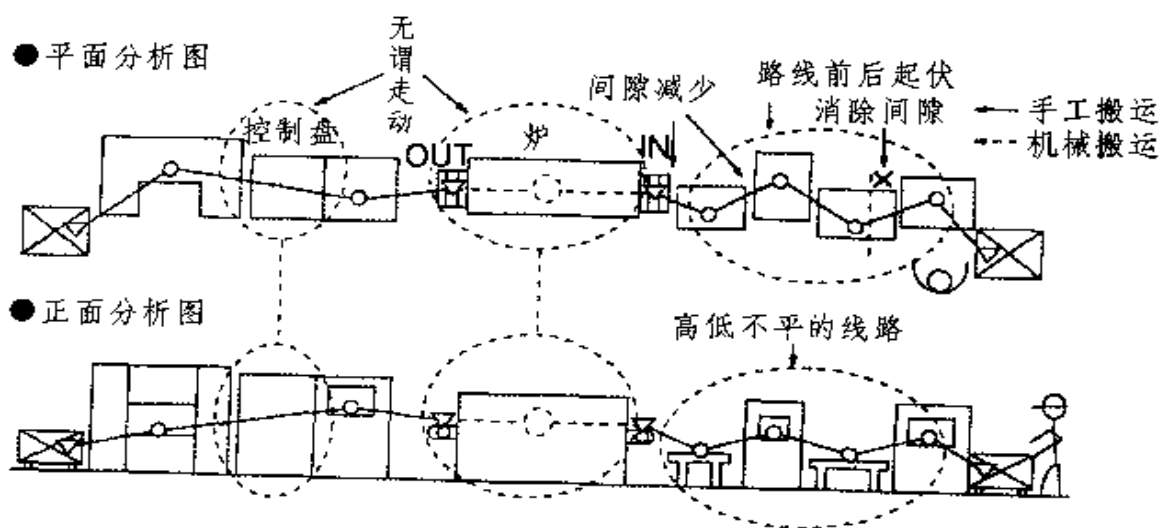 ●平面分析图
无谓走动
控制盘
OUT
炉
IN
间隙减少
路线前后起伏
消除间隙
手工搬运
机械搬运
●正面分析图
高低不平的线路